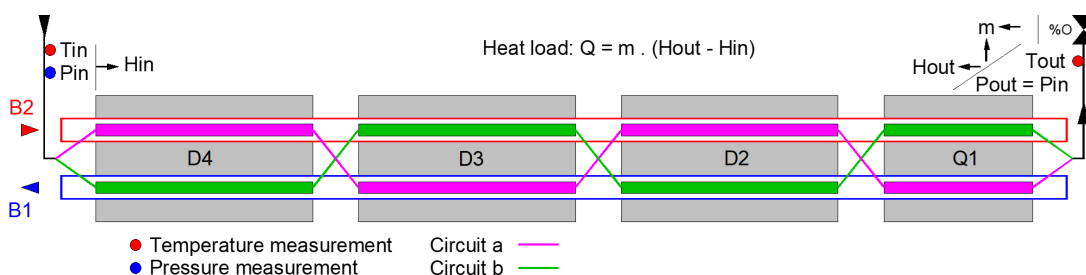 m
%O
Tin
Heat load: Q = m . (Hout - Hin)
Tout
Pin
Hin
Hout
Pout = Pin
B2
D4
D3
D2
Q1
B1
Temperature measurement
Circuit a
Pressure measurement
Circuit b